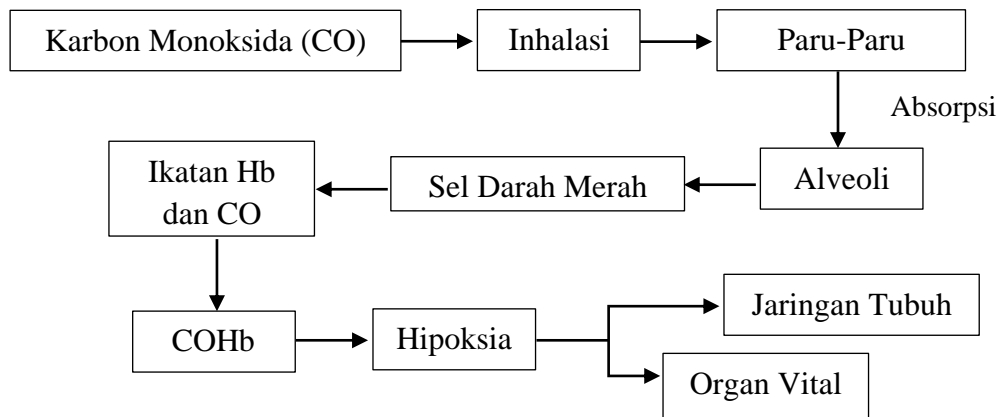 Karbon Monoksida (CO)
Inhalasi
Paru-Paru
Absorpsi
Ikatan Hb
dan CO
Sel Darah Merah
Alveoli
COHb
Hipoksia
Jaringan Tubuh
Organ Vital